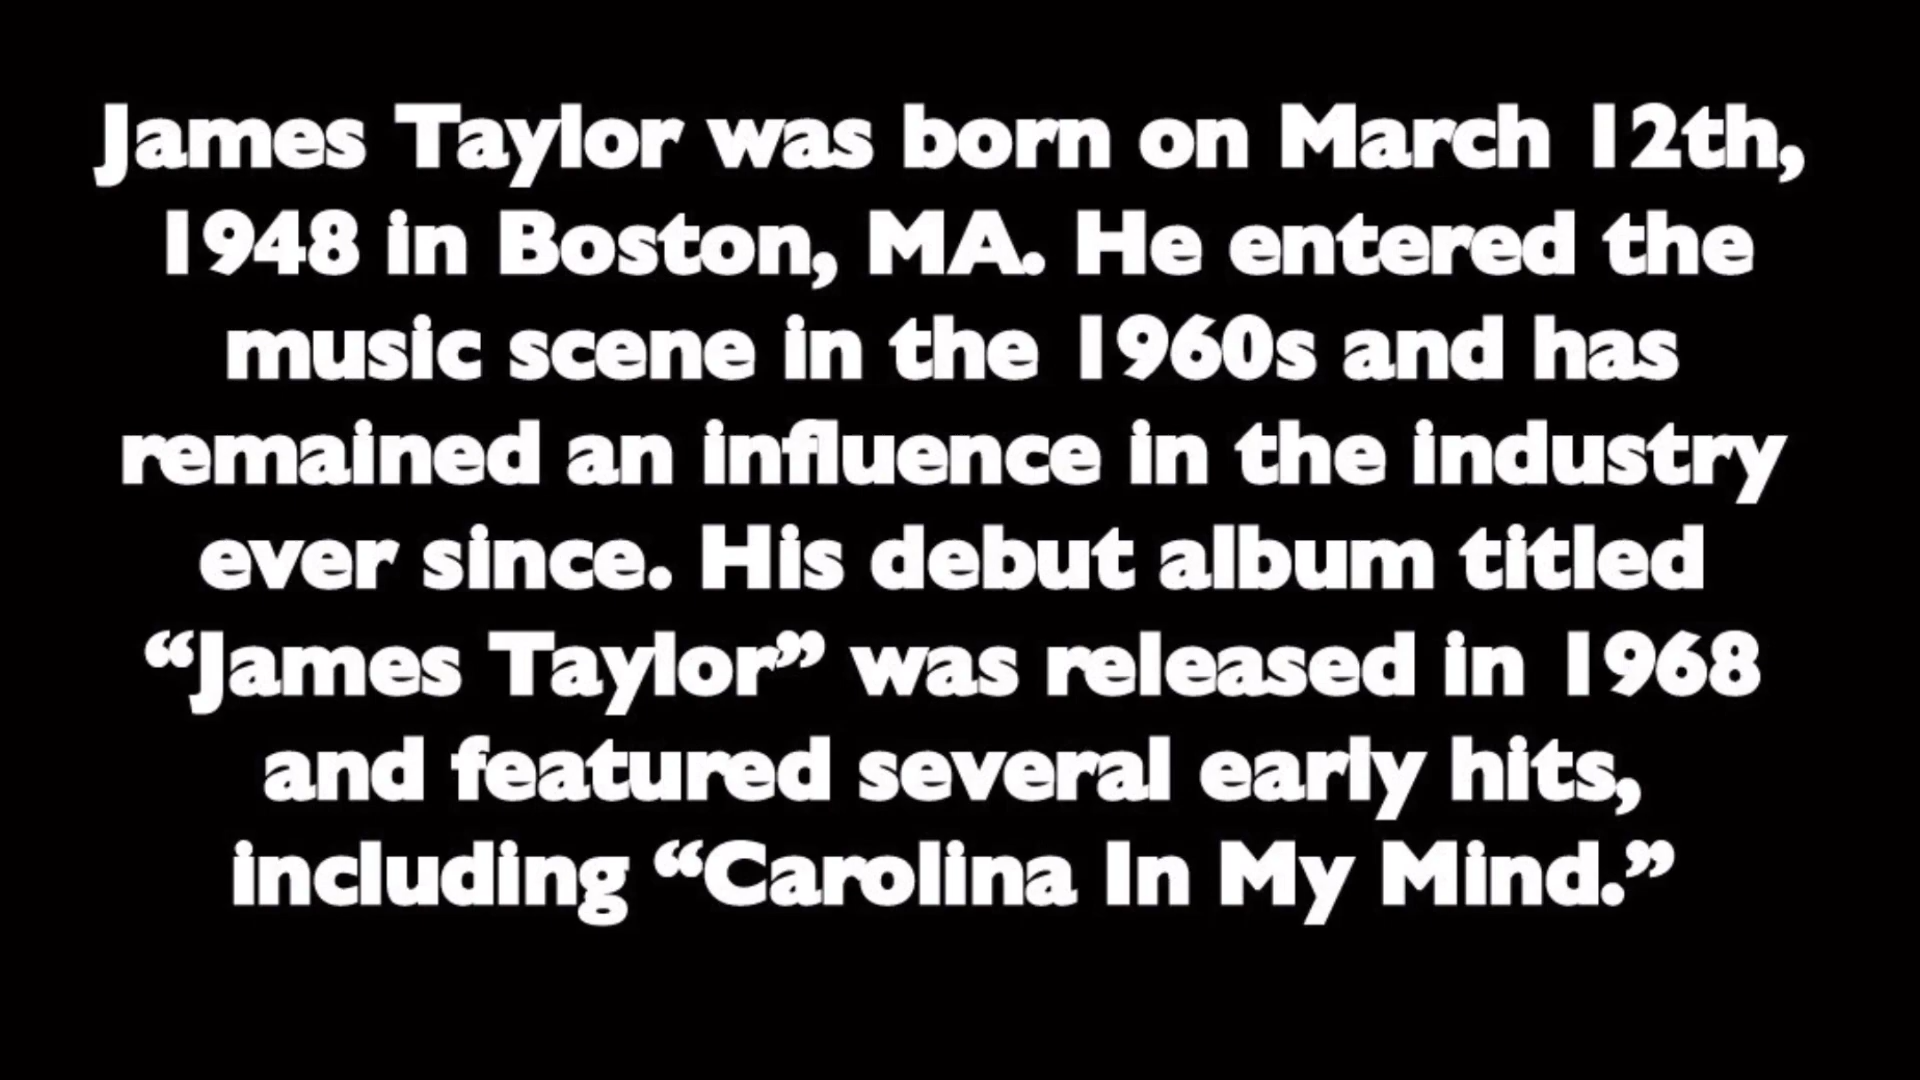 James Taylor was born on March 12th,
1948 in Boston, MA. He entered the
music scene in the 1960s and has
remained an influence in the industry
ever since. His debut album titled
“James Taylor” was released in 1968
and featured several early hits,
including “Carolina In My Mind.”